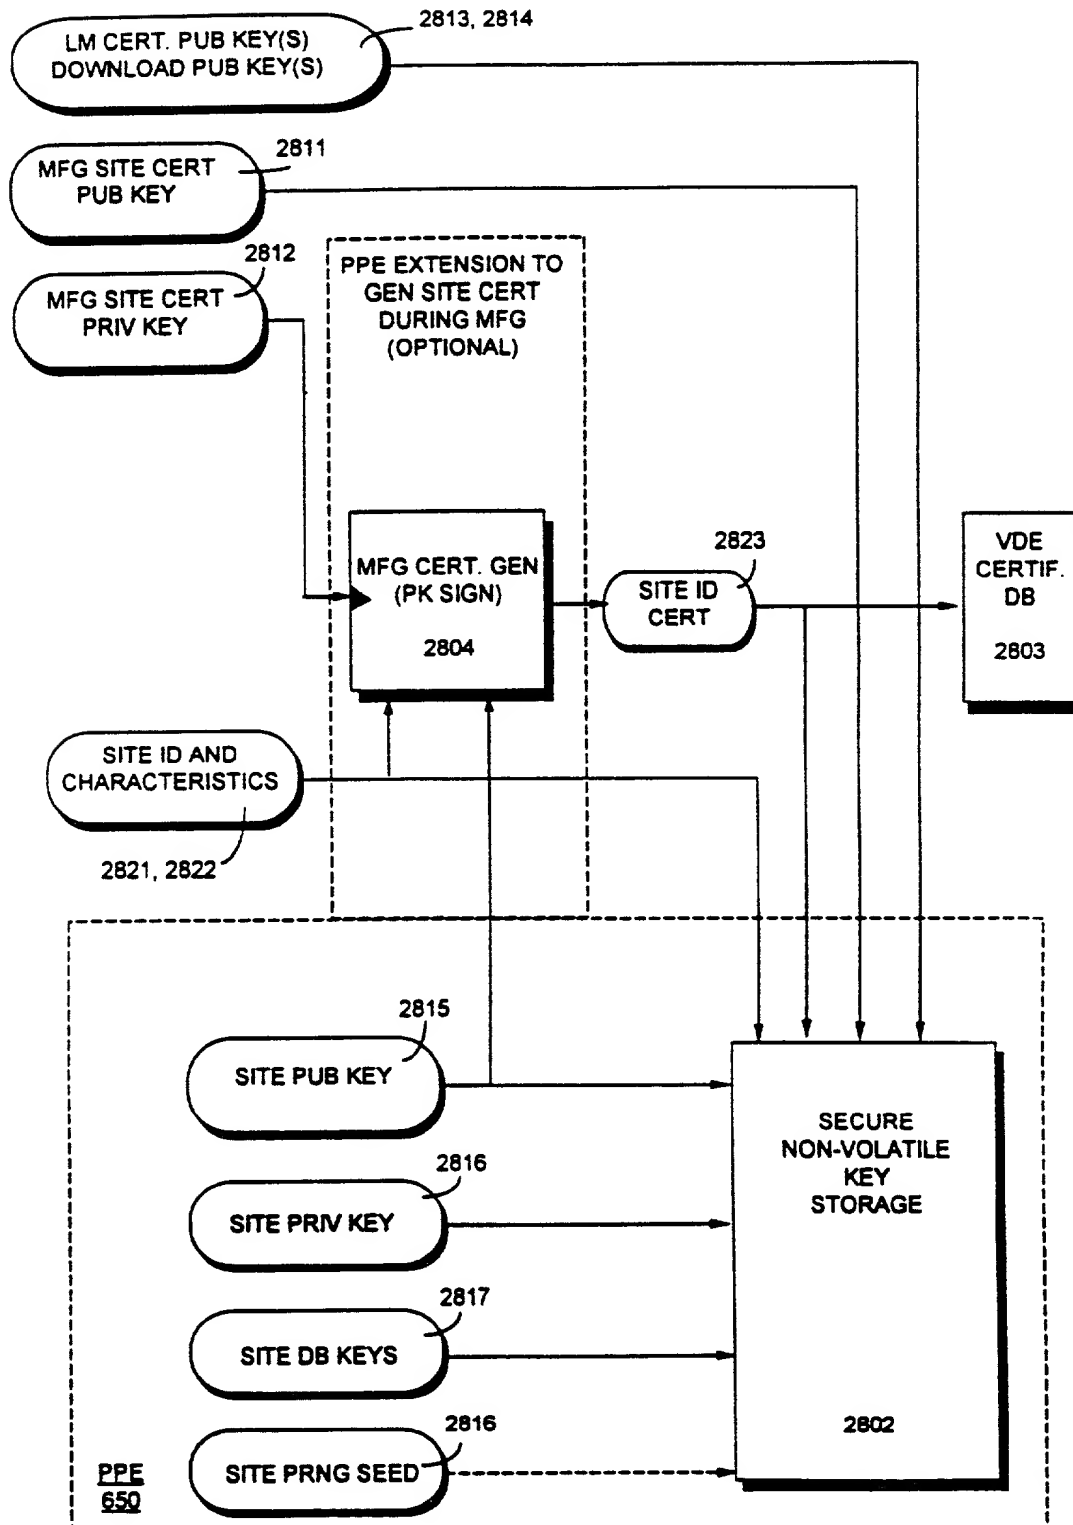 2813, 2814
LM CERT. PUB KEY(S)
DOWNLOAD PUB KEY(S)
2811
MFG SITE CERT
PUB KEY
2812
MFG SITE CERT
PRIV KEY
PPE EXTENSION TO
GEN SITE CERT
DURING MFG
(OPTIONAL)
MFG CERT. GEN
(PK SIGN)
2804
2823
SITE ID
CERT
VDE
CERTIF.
DB
2803
SITE ID AND
CHARACTERISTICS
2821, 2822
2815
SITE PUB KEY
2816
SITE PRIV KEY
2817
SITE DB KEYS
2816
SITE PRNG SEED
SECURE
NON-VOLATILE
KEY
STORAGE
2802
PPE
650